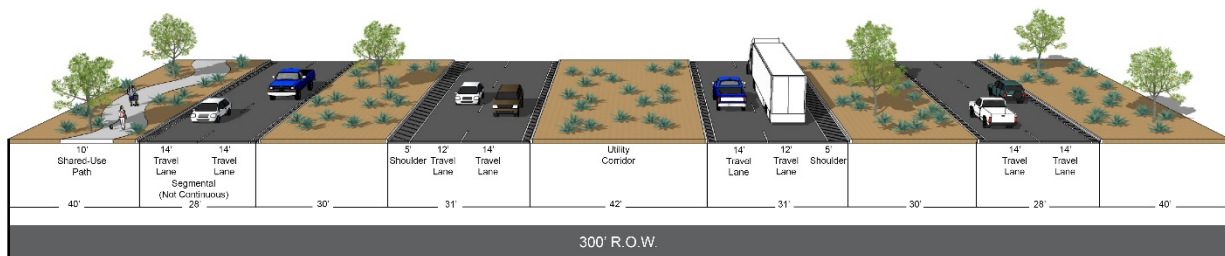 10'
Shared-Use
Path
14'
Travel
Lane
14'
Travel
Lane
Segmental
(Not Continuous)
5'
Shoulder
12'
Travel
Lane
14'
Travel
Lane
Utility
Corridor
14'
Travel
Lane
12'
Travel
Lane
5'
Shoulder
14'
Travel
Lane
14'
Travel
Lane
40' 28' 30' 31' 42' 31' 30' 28' 40'
300' R.O.W.